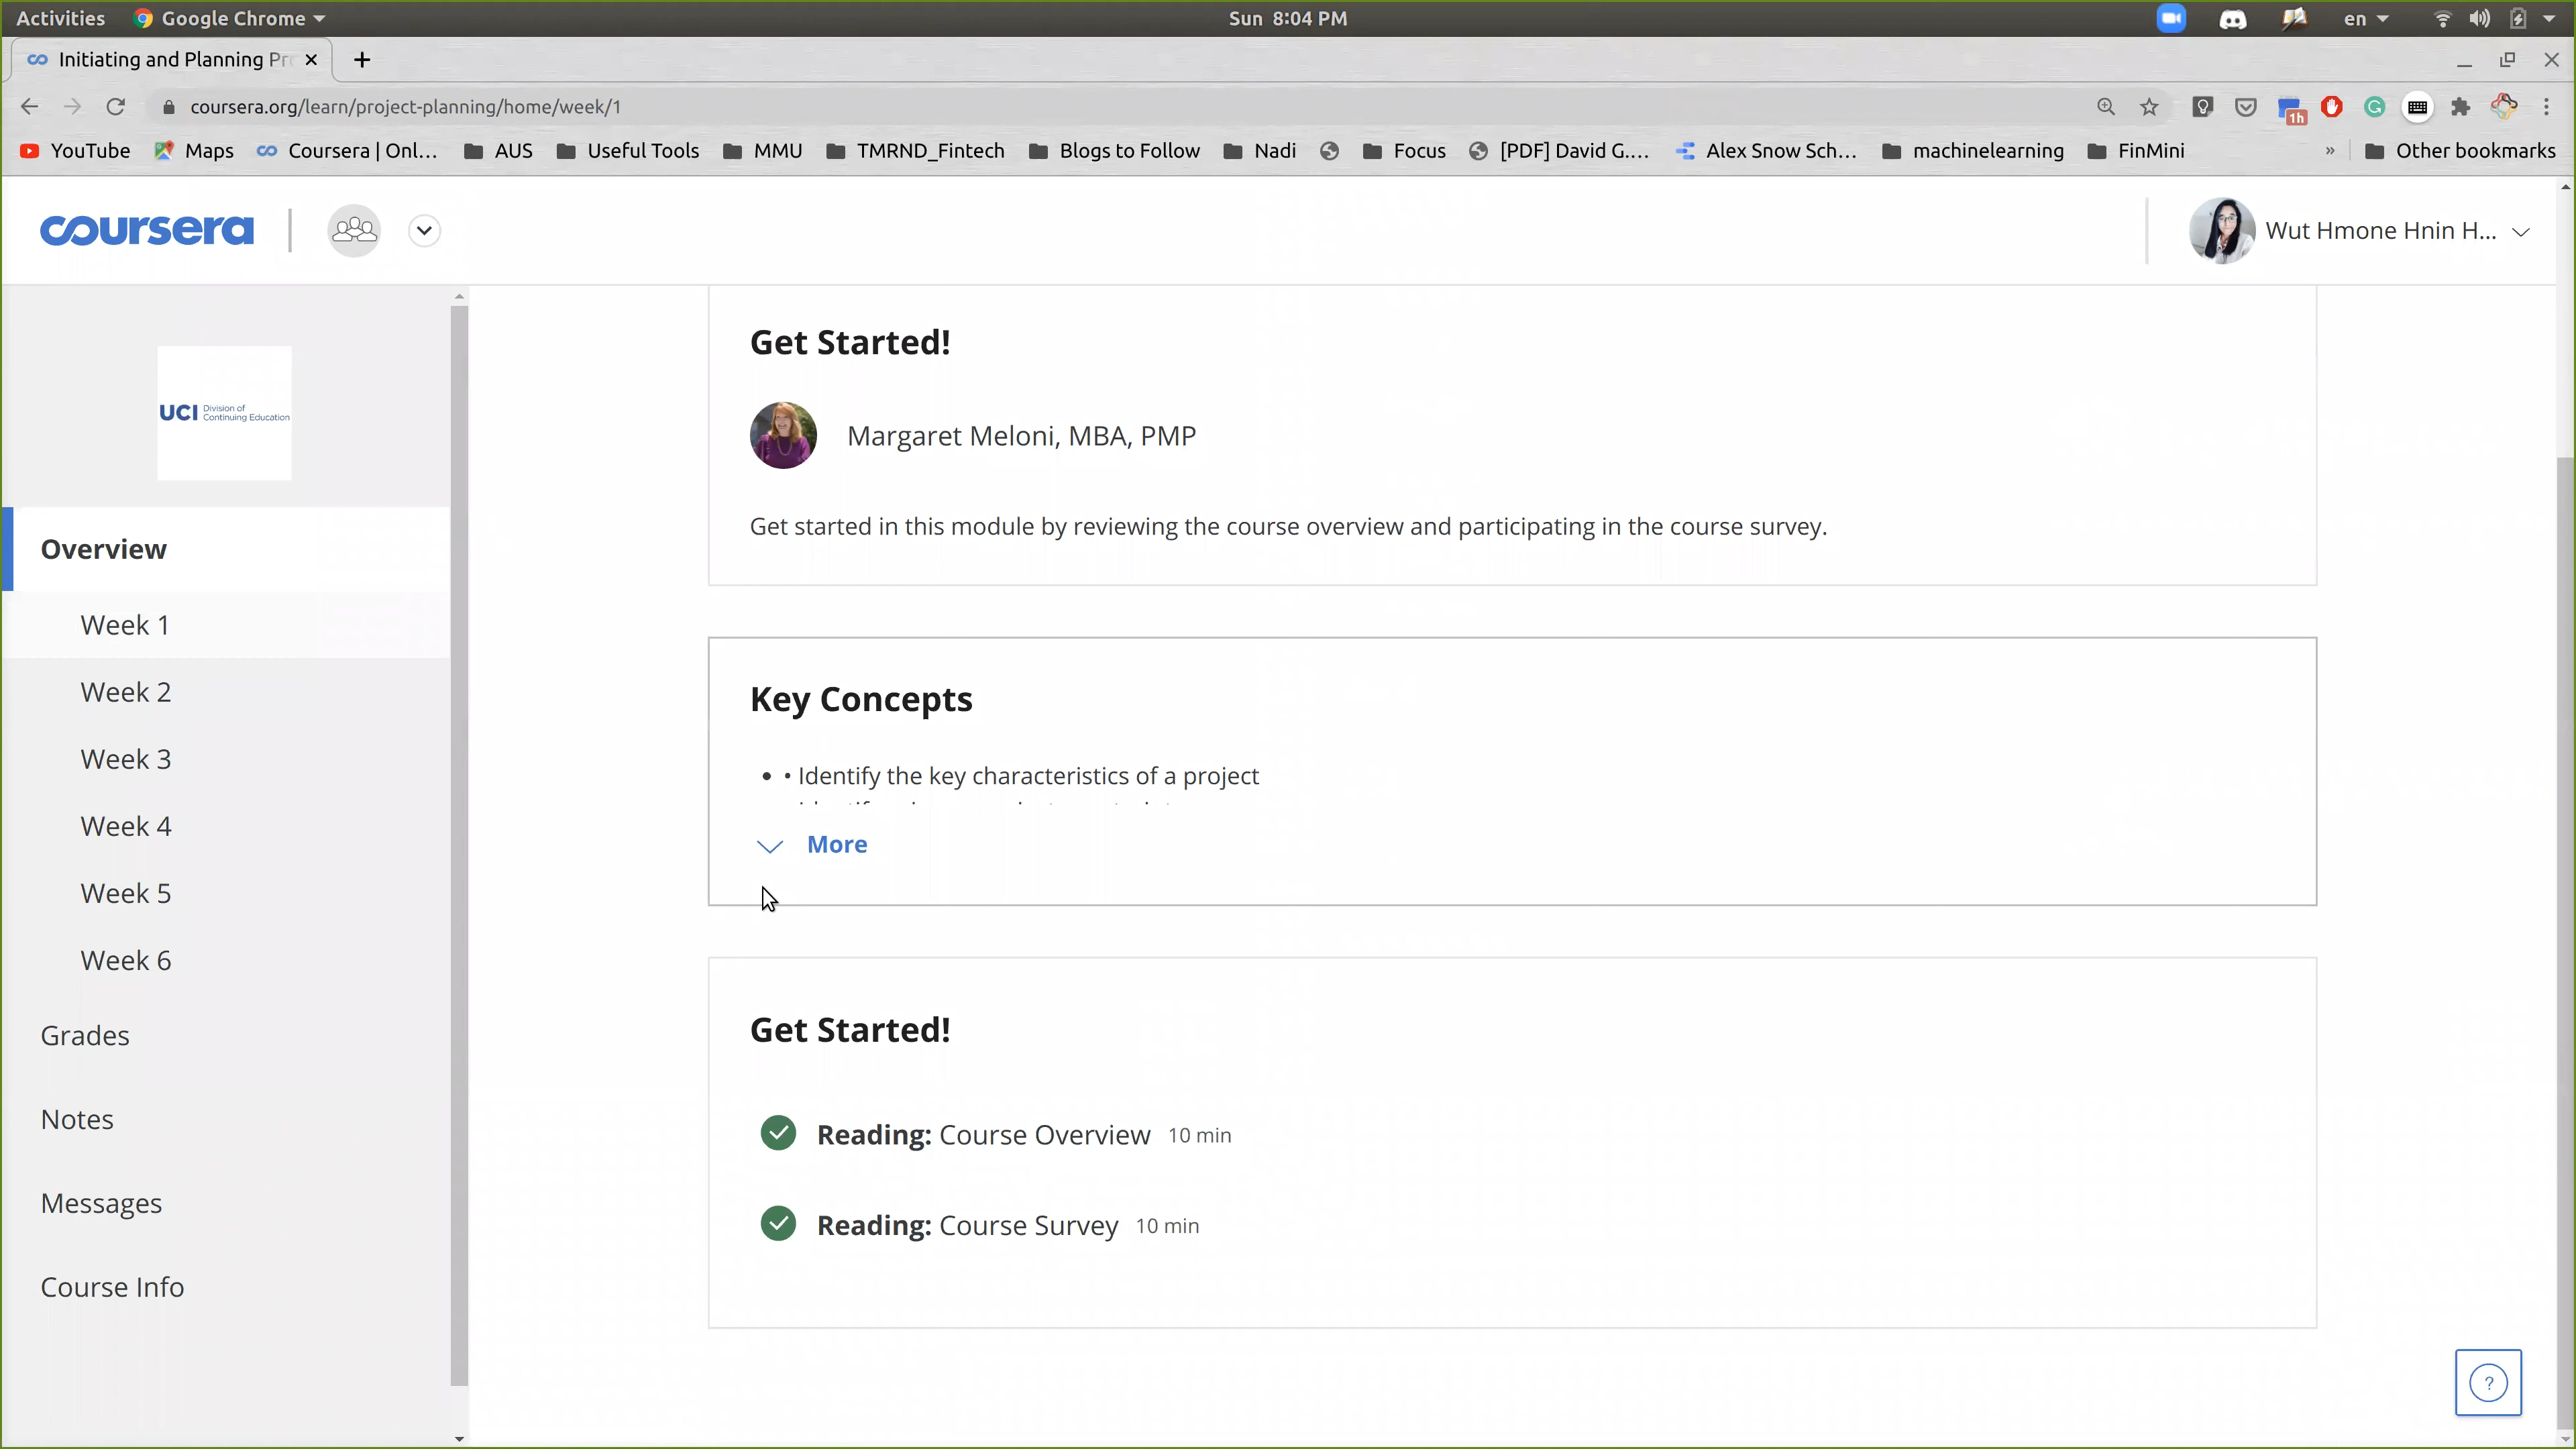 Activities Google Chrome Sun 8:04 PM en
Initiating and Planning Pr
coursera.org/learn/project-planning/home/week/1 1h
YouTube Maps Coursera | Onl... AUS Useful Tools MMU TMRND_Fintech Blogs to Follow Nadi Focus [PDF] David G.... Alex Snow Sch... machinelearning FinMini » Other bookmarks
coursera Wut Hmone Hnin H...
UCI Division of
Continuing Education
Overview
Week 1
Week 2
Week 3
Week 4
Week 5
Week 6
Grades
Notes
Messages
Course Info
Get Started!
Margaret Meloni, MBA, PMP
Get started in this module by reviewing the course overview and participating in the course survey.
Key Concepts
• • Identify the key characteristics of a project
More
Get Started!
Reading: Course Overview 10 min
Reading: Course Survey 10 min
?